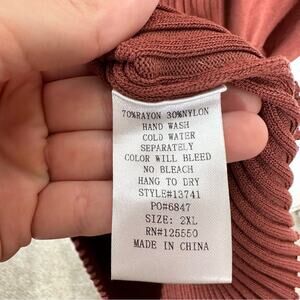 70%RAYON 30%NYLON
HAND WASH
COLD WATER
SEPARATELY
COLOR WILL BLEED
NO BLEACH
HANG TO DRY
STYLE#13741
PO#6847
SIZE: 2XL
RN#125550
MADE IN CHINA